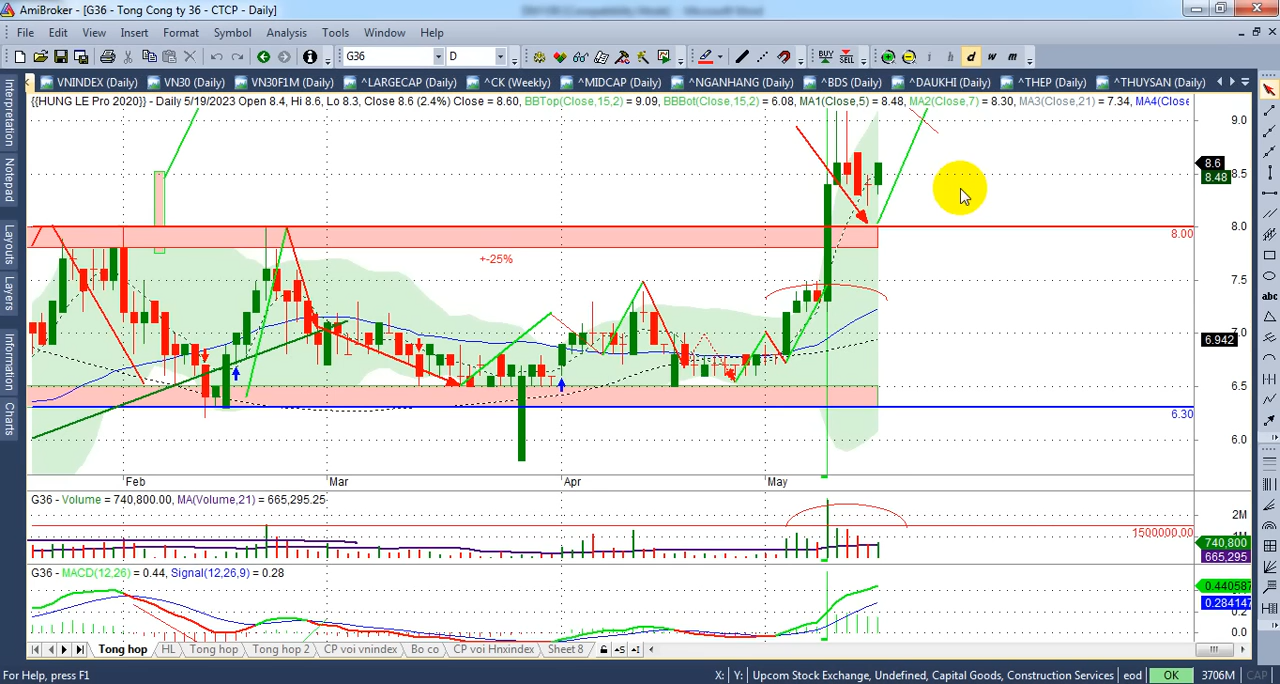 AmiBroker - [G36 - Tong Cong ty 36 - CTCP - Daily]
File Edit View Insert Format Tools Symbol Analysis Window Help
G36 D BUY SELL i h d w m
VNINDEX (Daily) VN30 (Daily) VN30F1M (Daily) ^LARGECAP (Daily) ^CK (Weekly) ^MIDCAP (Daily) ^NGANHANG (Daily) ^BDS (Daily) ^DAUKHI (Daily) ^THEP (Daily) ^THUYSAN (Daily)
Interpretation
Notepad
Layouts
Layers
Information
Charts
{{HUNG LE Pro 2020}} - Daily 5/19/2023 Open 8.4, Hi 8.6, Lo 8.3, Close 8.6 (2.4%) Close = 8.60, BBTop(Close,15,2) = 9.09, BBBot(Close,15,2) = 6.08, MA1(Close,5) = 8.48, MA2(Close,7) = 8.30, MA3(Close,21) = 7.34, MA4(Close
9.0
8.6
8.5
8.48
8.0
8.00
+-25%
7.5
7.0
6.942
6.5
6.30
6.0
Feb Mar Apr May
G36 - Volume = 740,800.00, MA(Volume,21) = 665,295.25
2M
1500000.00
740,800
665,295
G36 - MACD(12,26) = 0.44, Signal(12,26,9) = 0.28
0.440587
0.284147
0.2
0.0
abc
Tong hop HL Tong hop Tong hop 2 CP voi vnindex Bo co CP voi Hnxindex Sheet 8
For Help, press F1
X: Y: Upcom Stock Exchange, Undefined, Capital Goods, Construction Services eod OK 3706M CAP